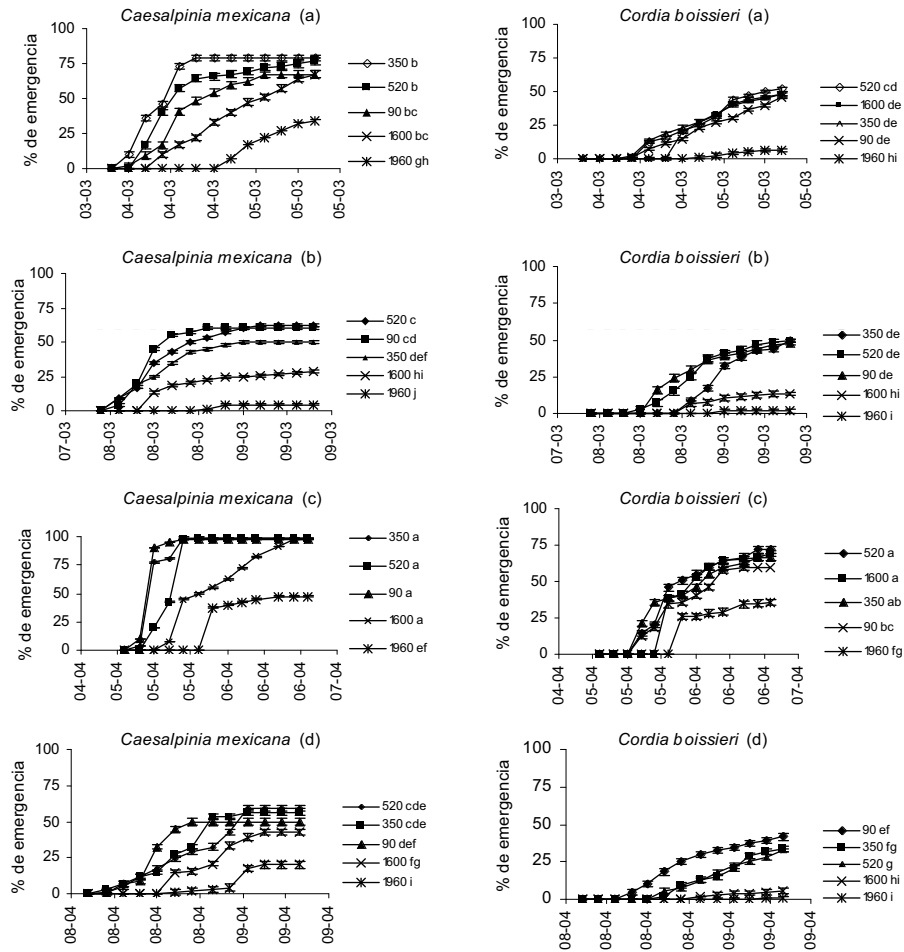 Caesalpinia mexicana (a)
% de emergencia
100
75
50
25
0
03-03
04-03
04-03
04-03
05-03
05-03
05-03
350 b
520 b
90 bc
1600 bc
1960 gh
Cordia boissieri (a)
% de emergencia
100
75
50
25
0
03-03
04-03
04-03
04-03
05-03
05-03
05-03
520 cd
1600 de
350 de
90 de
1960 hi
Caesalpinia mexicana (b)
% de emergencia
100
75
50
25
0
07-03
08-03
08-03
08-03
09-03
09-03
09-03
520 c
90 cd
350 def
1600 hi
1960 j
Cordia boissieri (b)
% de emergencia
100
75
50
25
0
07-03
08-03
08-03
08-03
09-03
09-03
09-03
350 de
520 de
90 de
1600 hi
1960 i
Caesalpinia mexicana (c)
% de emergencia
100
75
50
25
0
04-04
05-04
05-04
05-04
06-04
06-04
06-04
07-04
350 a
520 a
90 a
1600 a
1960 ef
Cordia boissieri (c)
% de emergencia
100
75
50
25
0
04-04
05-04
05-04
05-04
06-04
06-04
06-04
07-04
520 a
1600 a
350 ab
90 bc
1960 fg
Caesalpinia mexicana (d)
% de emergencia
100
75
50
25
0
08-04
08-04
08-04
08-04
09-04
09-04
09-04
520 cde
350 cde
90 def
1600 fg
1960 i
Cordia boissieri (d)
% de emergencia
100
75
50
25
0
08-04
08-04
08-04
08-04
09-04
09-04
09-04
90 ef
350 fg
520 g
1600 hi
1960 i